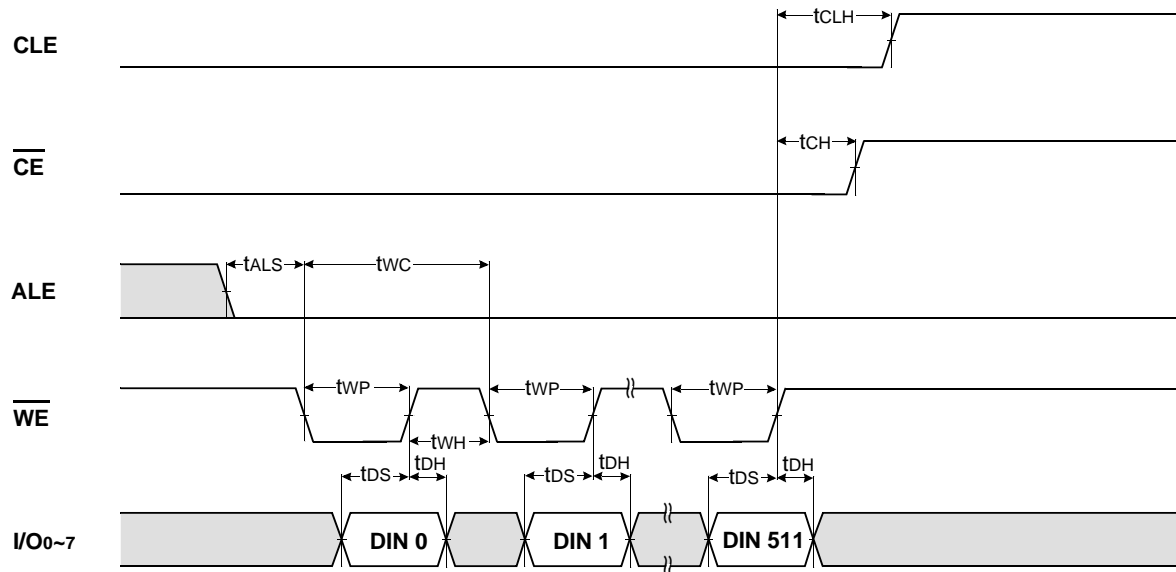 tCLH
CLE
tCH
CE
tALS
tWC
ALE
tWP
tWP
tWP
WE
tWH
tDS
tDH
tDS
tDH
tDS
tDH
I/O0~7
DIN 0
DIN 1
DIN 511